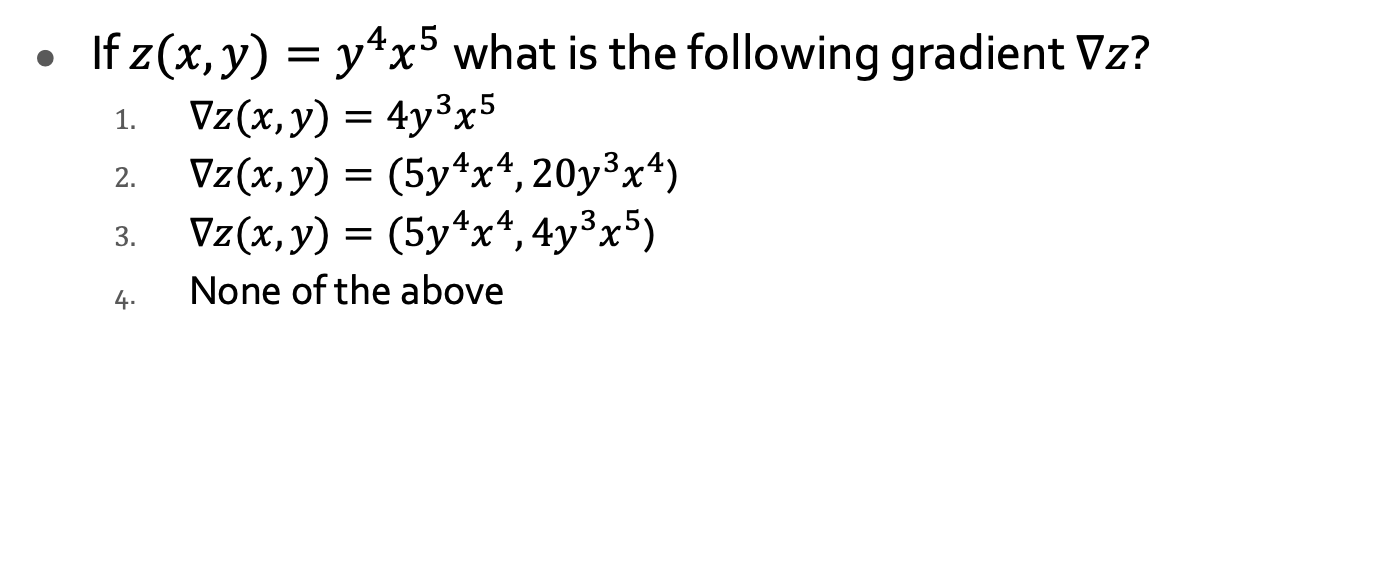 • If z(x, y) = y⁴x⁵ what is the following gradient ∇z?
1. ∇z(x, y) = 4y³x⁵
2. ∇z(x, y) = (5y⁴x⁴, 20y³x⁴)
3. ∇z(x, y) = (5y⁴x⁴, 4y³x⁵)
4. None of the above